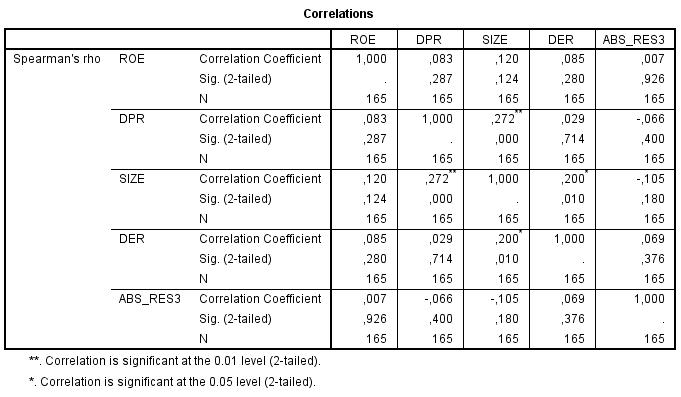 Correlations
ROE DPR SIZE DER ABS_RES3
Spearman's rho ROE Correlation Coefficient 1,000 ,083 ,120 ,085 ,007
Sig. (2-tailed) . ,287 ,124 ,280 ,926
N 165 165 165 165 165
DPR Correlation Coefficient ,083 1,000 ,272** ,029 -,066
Sig. (2-tailed) ,287 . ,000 ,714 ,400
N 165 165 165 165 165
SIZE Correlation Coefficient ,120 ,272** 1,000 ,200* -,105
Sig. (2-tailed) ,124 ,000 . ,010 ,180
N 165 165 165 165 165
DER Correlation Coefficient ,085 ,029 ,200* 1,000 ,069
Sig. (2-tailed) ,280 ,714 ,010 . ,376
N 165 165 165 165 165
ABS_RES3 Correlation Coefficient ,007 -,066 -,105 ,069 1,000
Sig. (2-tailed) ,926 ,400 ,180 ,376 .
N 165 165 165 165 165
**. Correlation is significant at the 0.01 level (2-tailed).
*. Correlation is significant at the 0.05 level (2-tailed).